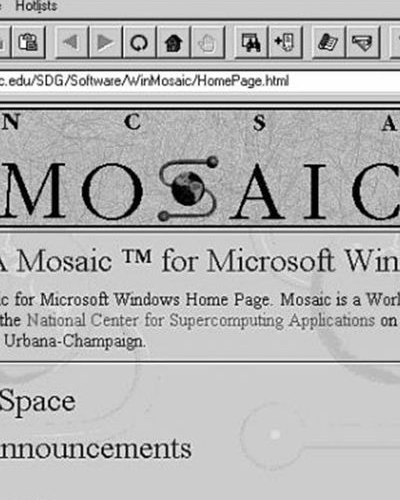 Hotlists
c.edu/SDG/Software/WinMosaic/HomePage.html
N C S A
MOSAIC
A Mosaic ™ for Microsoft Win
ic for Microsoft Windows Home Page. Mosaic is a Worl
the National Center for Supercomputing Applications on
Urbana-Champaign.
Space
nnouncements